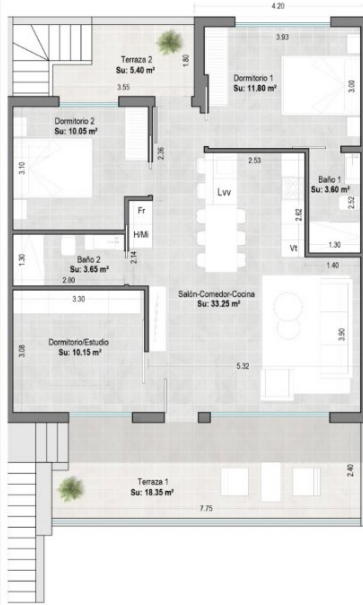 4.20
3.93
Terraza 2
Su: 5.40 m²
1.80
3.55
Dormitorio 1
Su: 11.80 m²
3.00
Dormitorio 2
Su: 10.05 m²
3.10
2.36
2.53
Baño 1
Su: 3.60 m²
2.52
Lvv
Fr
2.62
H/Mi
Vt
1.30
1.40
1.30
Baño 2
Su: 3.65 m²
2.14
2.80
3.30
Salón-Comedor-Cocina
Su: 33.25 m²
3.08
Dormitorio/Estudio
Su: 10.15 m²
3.90
5.32
Terraza 1
Su: 18.35 m²
2.40
7.75